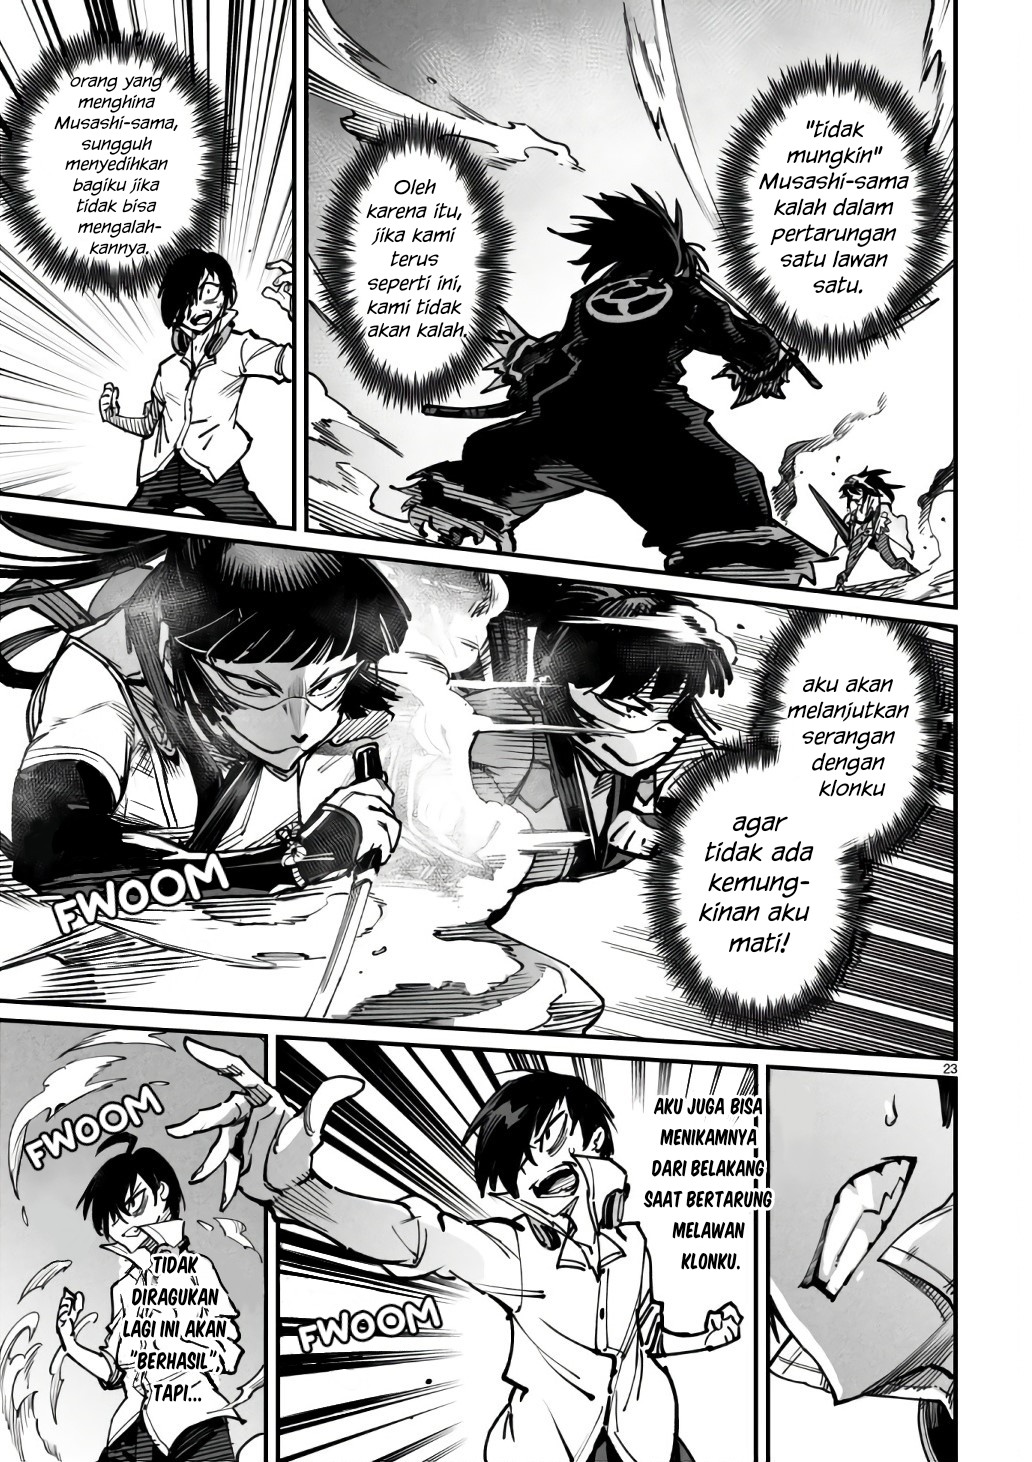 "tidak
mungkin"
Musashi-sama
kalah dalam
pertarungan
satu lawan
satu.
Oleh
karena itu,
jika kami
terus
seperti ini,
kami tidak
akan kalah.
orang yang
menghina
Musashi-sama,
sungguh
menyedihkan
bagiku jika
tidak bisa
mengalah-
kannya.
aku akan
melanjutkan
serangan
dengan
klonku
agar
tidak ada
kemung-
kinan aku
mati!
FWOOM
23
AKU JUGA BISA
MENIKAMNYA
DARI BELAKANG
SAAT BERTARUNG
MELAWAN
KLONKU.
FWOOM
FWOOM
TIDAK
DIRAGUKAN
LAGI INI AKAN
"BERHASIL",
TAPI...